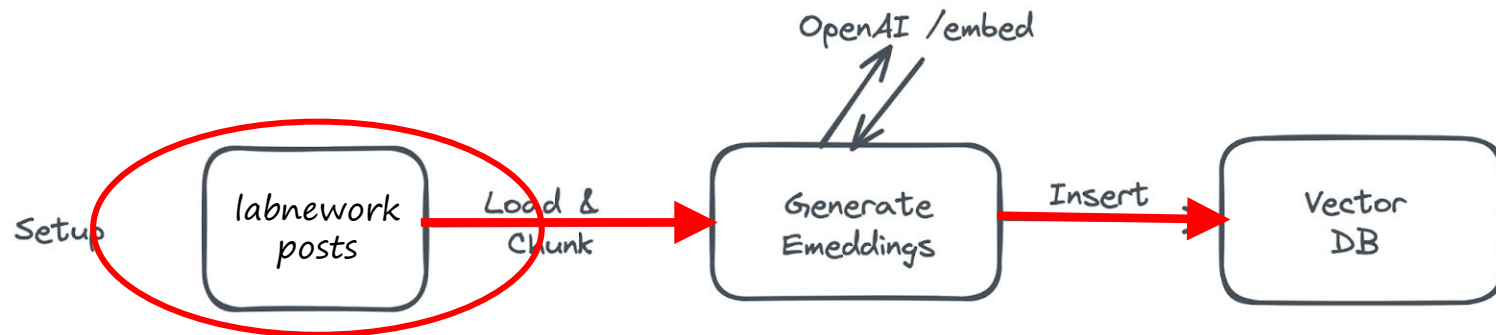 OpenAI /embed
Setup
labnework
posts
Load &
Chunk
Generate
Emeddings
Insert
Vector
DB